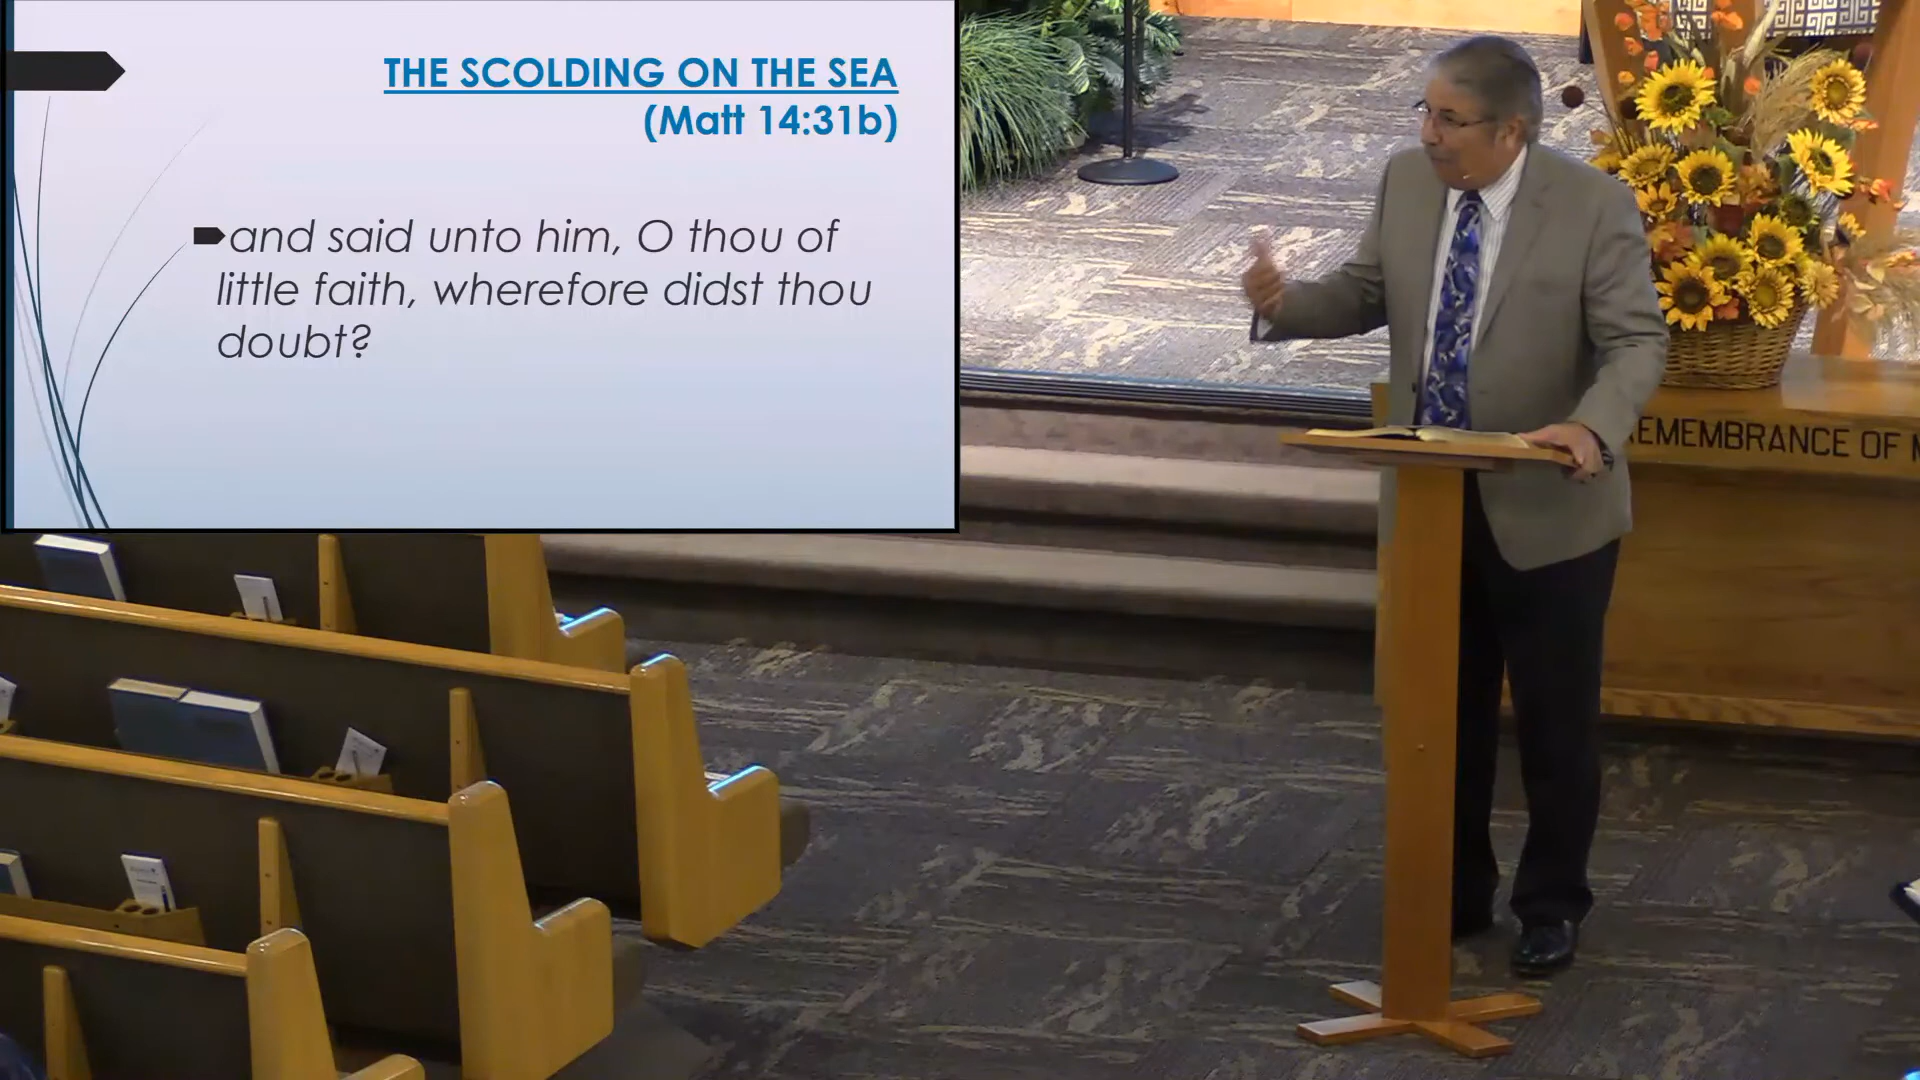 THE SCOLDING ON THE SEA
(Matt 14:31b)
and said unto him, O thou of
little faith, wherefore didst thou
doubt?
EMEMBRANCE OF